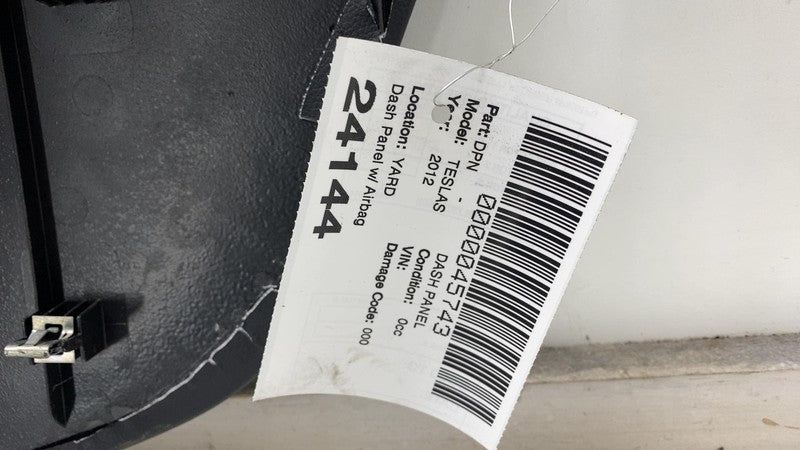 0000045743
Part: DPN - DASH PANEL
Model: TESLAS Condition: 0cc
Year: 2012 VIN:
Damage Code: 000
Location: YARD
Dash Panel w/ Airbag
24144